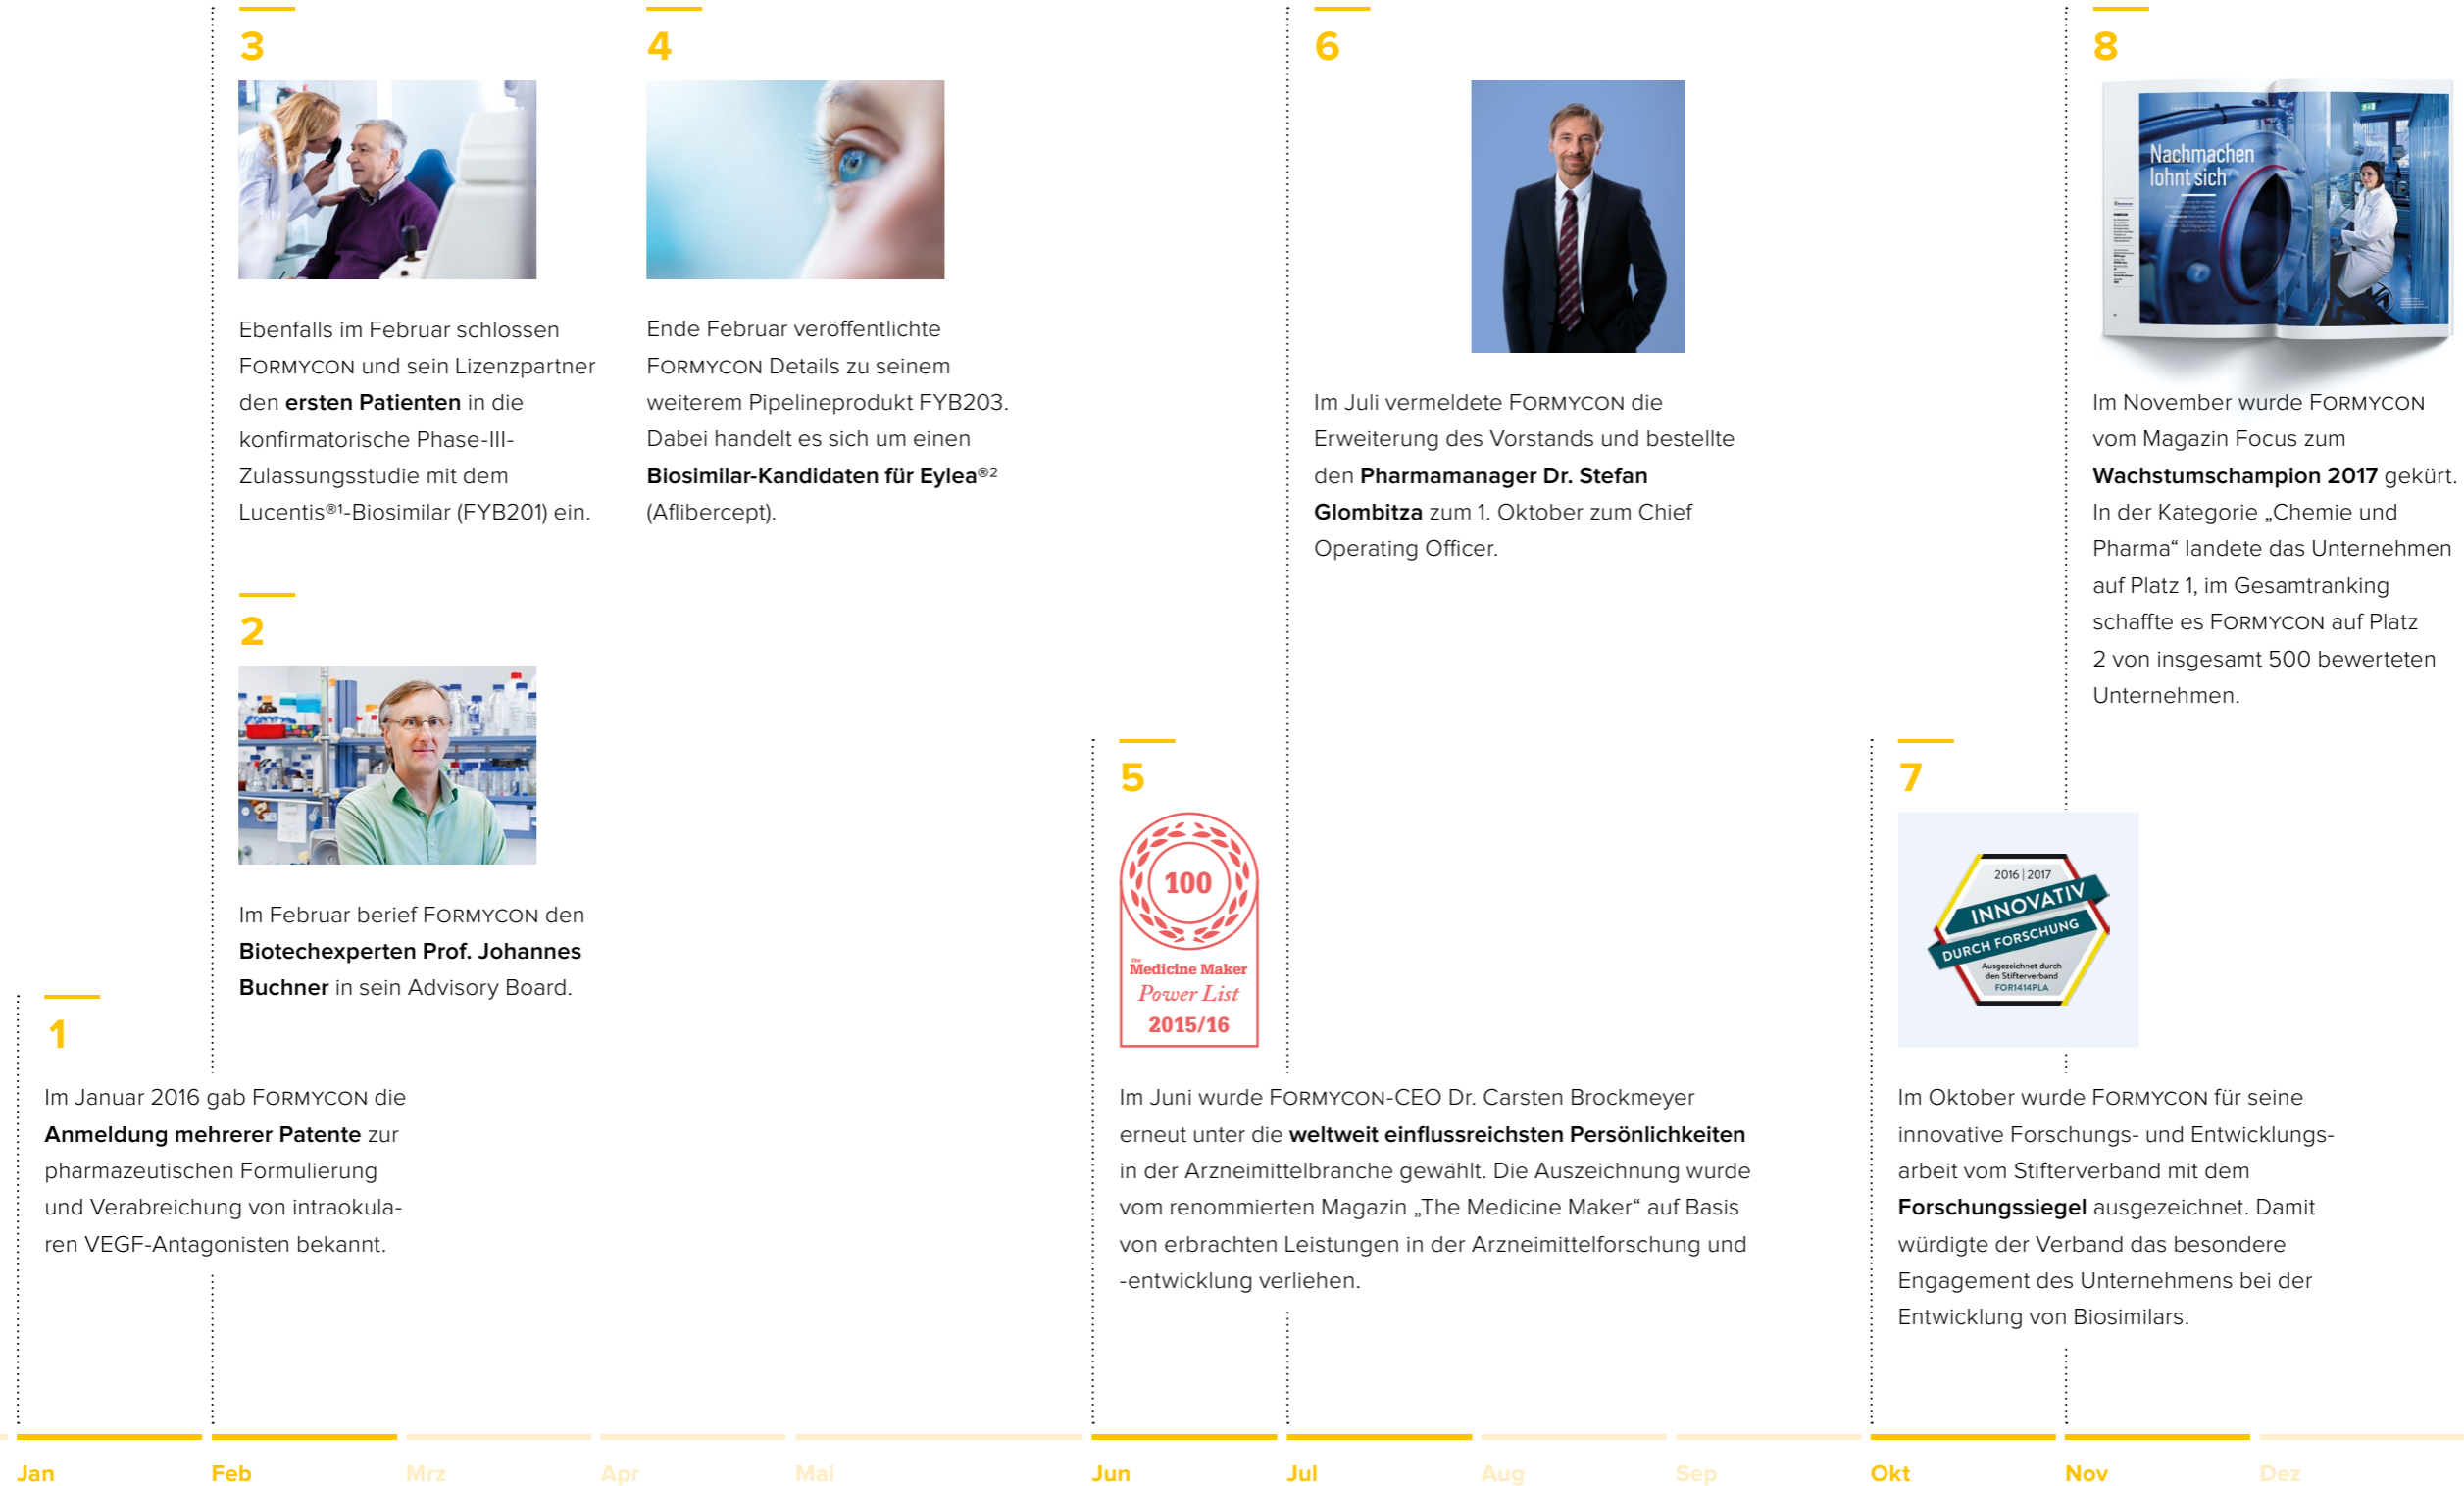 3
Ebenfalls im Februar schlossen
FORMYCON und sein Lizenzpartner
den ersten Patienten in die
konfirmatorische Phase-III-
Zulassungsstudie mit dem
Lucentis®¹-Biosimilar (FYB201) ein.
4
Ende Februar veröffentlichte
FORMYCON Details zu seinem
weiterem Pipelineprodukt FYB203.
Dabei handelt es sich um einen
Biosimilar-Kandidaten für Eylea®²
(Aflibercept).
6
Im Juli vermeldete FORMYCON die
Erweiterung des Vorstands und bestellte
den Pharmamanager Dr. Stefan
Glombitza zum 1. Oktober zum Chief
Operating Officer.
8
Nachmachen
lohnt sich
Im November wurde FORMYCON
vom Magazin Focus zum
Wachstumschampion 2017 gekürt.
In der Kategorie „Chemie und
Pharma“ landete das Unternehmen
auf Platz 1, im Gesamtranking
schaffte es FORMYCON auf Platz
2 von insgesamt 500 bewerteten
Unternehmen.
2
Im Februar berief FORMYCON den
Biotechexperten Prof. Johannes
Buchner in sein Advisory Board.
1
Im Januar 2016 gab FORMYCON die
Anmeldung mehrerer Patente zur
pharmazeutischen Formulierung
und Verabreichung von intraokula-
ren VEGF-Antagonisten bekannt.
5
100
the
Medicine Maker
Power List
2015/16
Im Juni wurde FORMYCON-CEO Dr. Carsten Brockmeyer
erneut unter die weltweit einflussreichsten Persönlichkeiten
in der Arzneimittelbranche gewählt. Die Auszeichnung wurde
vom renommierten Magazin „The Medicine Maker“ auf Basis
von erbrachten Leistungen in der Arzneimittelforschung und
-entwicklung verliehen.
7
2016 | 2017
INNOVATIV
DURCH FORSCHUNG
Ausgezeichnet durch
den Stifterverband
FOR1414PLA
Im Oktober wurde FORMYCON für seine
innovative Forschungs- und Entwicklungs-
arbeit vom Stifterverband mit dem
Forschungssiegel ausgezeichnet. Damit
würdigte der Verband das besondere
Engagement des Unternehmens bei der
Entwicklung von Biosimilars.
Jan Feb Mrz Apr Mai Jun Jul Aug Sep Okt Nov Dez